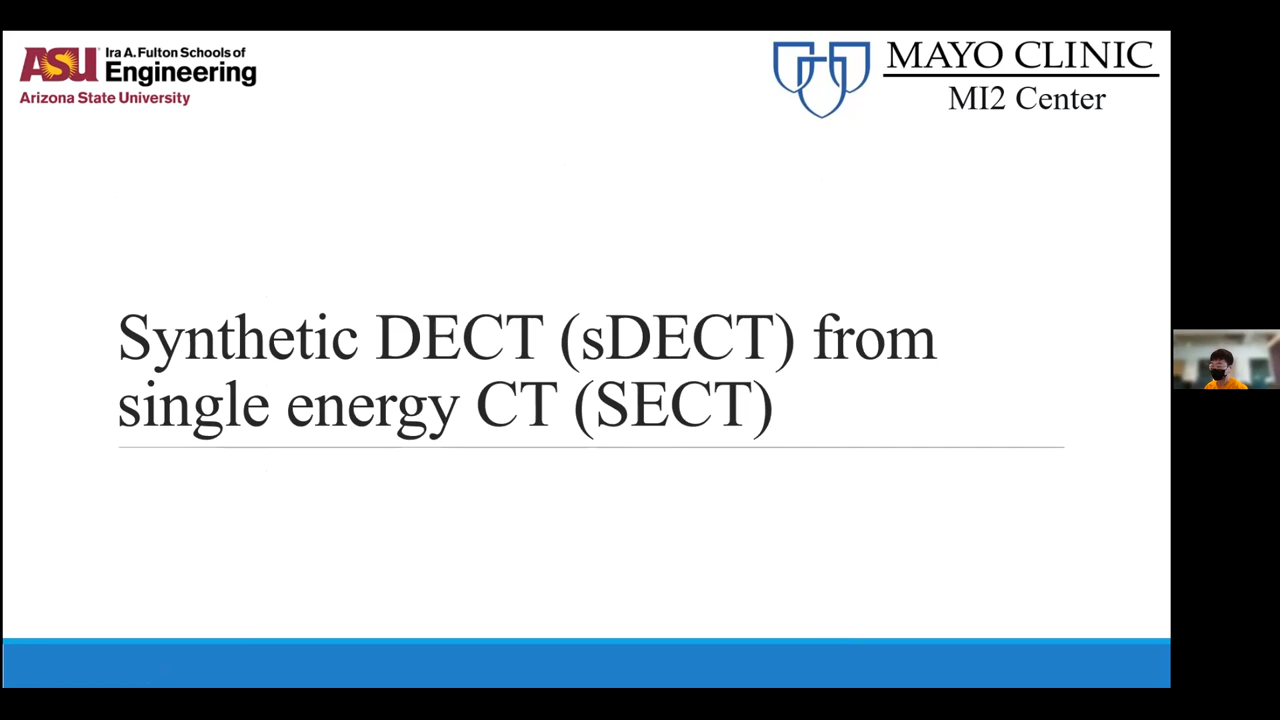 ASU Ira A. Fulton Schools of
Engineering
Arizona State University
MAYO CLINIC
MI2 Center
Synthetic DECT (sDECT) from
single energy CT (SECT)